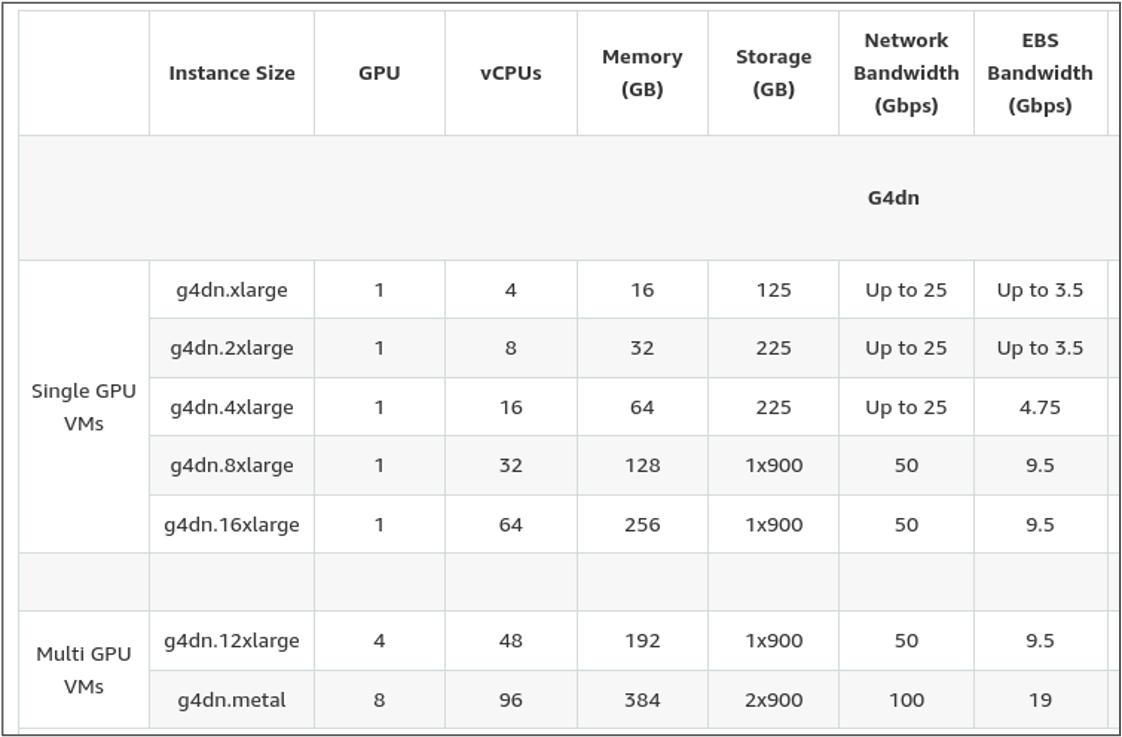 Instance Size GPU vCPUs Memory (GB) Storage (GB) Network Bandwidth (Gbps) EBS Bandwidth (Gbps)
G4dn
Single GPU VMs
g4dn.xlarge 1 4 16 125 Up to 25 Up to 3.5
g4dn.2xlarge 1 8 32 225 Up to 25 Up to 3.5
g4dn.4xlarge 1 16 64 225 Up to 25 4.75
g4dn.8xlarge 1 32 128 1x900 50 9.5
g4dn.16xlarge 1 64 256 1x900 50 9.5
Multi GPU VMs
g4dn.12xlarge 4 48 192 1x900 50 9.5
g4dn.metal 8 96 384 2x900 100 19